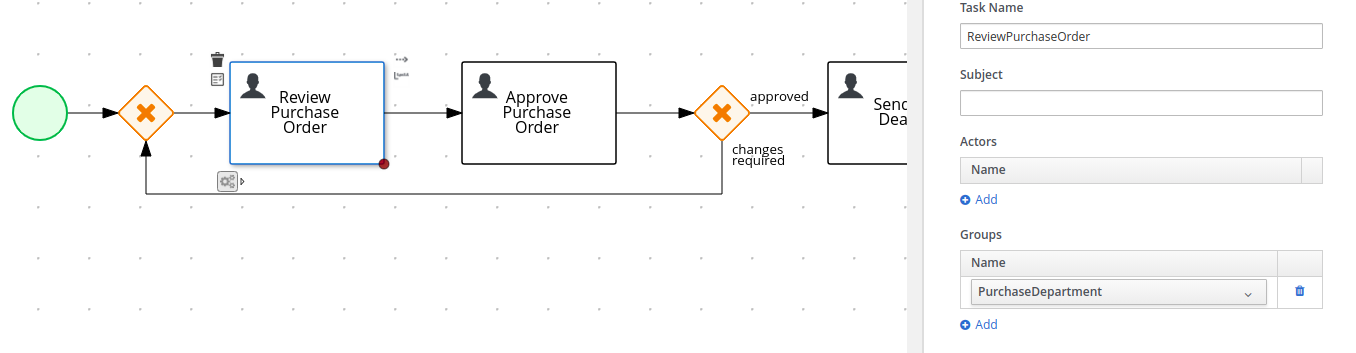 Review
Purchase
Order
Approve
Purchase
Order
approved
changes
required
Send
Dea
Task Name
ReviewPurchaseOrder
Subject
Actors
Name
Add
Groups
Name
PurchaseDepartment
Add